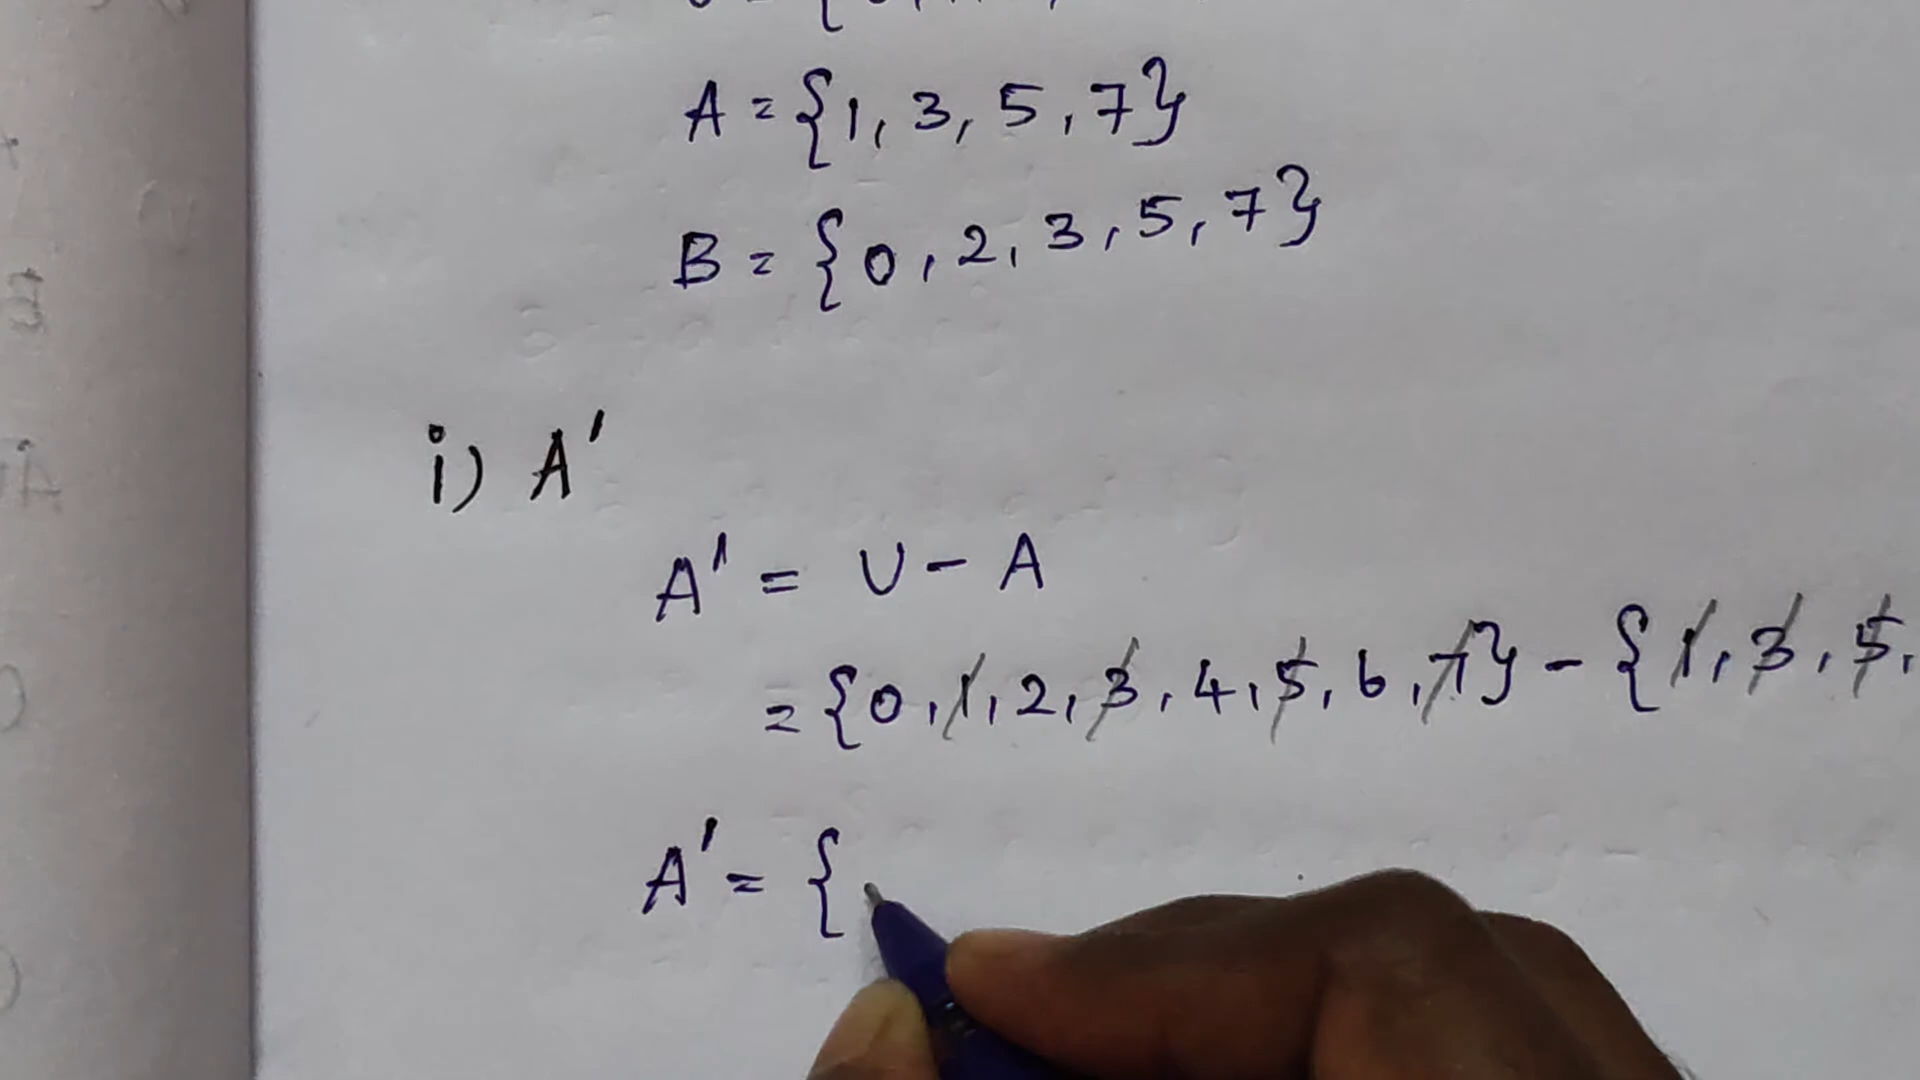 A = {1, 3, 5, 7}
B = {0, 2, 3, 5, 7}
i) A'
A' = U - A
= {0, 1, 2, 3, 4, 5, 6, 7} - {1, 3, 5,
A' = {